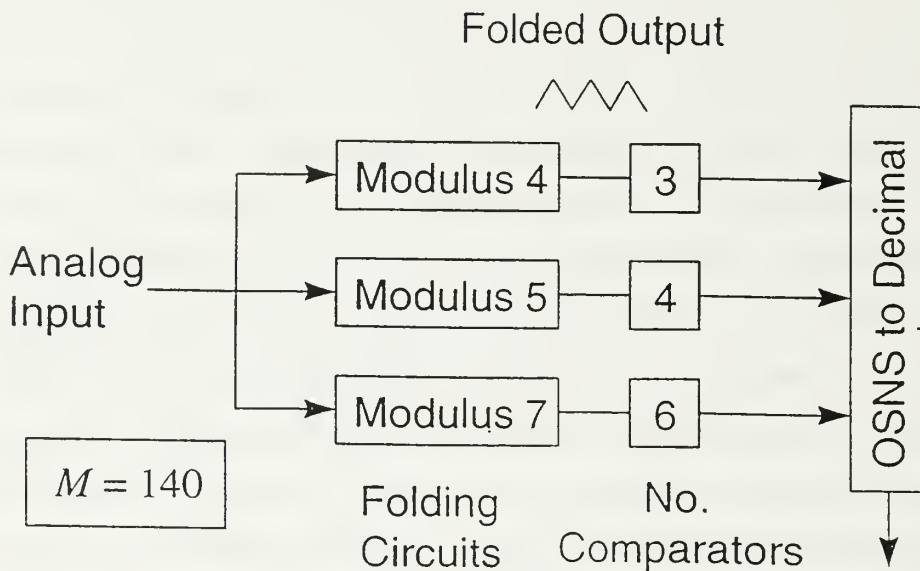 Folded Output
Modulus 4
3
Analog
Input
Modulus 5
4
Modulus 7
6
M = 140
Folding
Circuits
No.
Comparators
OSNS to Decimal